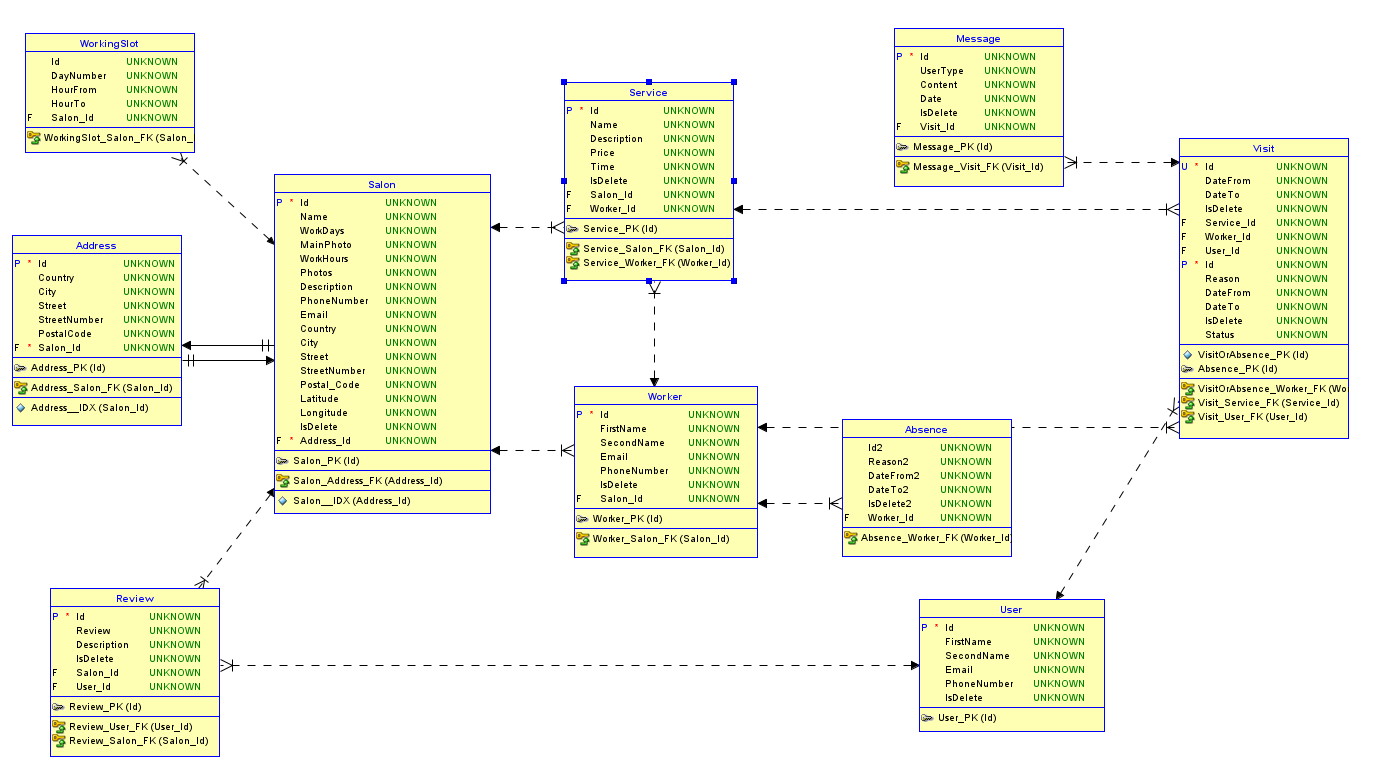 WorkingSlot
Id UNKNOWN
DayNumber UNKNOWN
HourFrom UNKNOWN
HourTo UNKNOWN
F Salon_Id UNKNOWN
WorkingSlot_Salon_FK (Salon_
Message
P * Id UNKNOWN
UserType UNKNOWN
Content UNKNOWN
Date UNKNOWN
IsDelete UNKNOWN
F Visit_Id UNKNOWN
Message_PK (Id)
Message_Visit_FK (Visit_Id)
Service
P * Id UNKNOWN
Name UNKNOWN
Description UNKNOWN
Price UNKNOWN
Time UNKNOWN
IsDelete UNKNOWN
F Salon_Id UNKNOWN
F Worker_Id UNKNOWN
Service_PK (Id)
Service_Salon_FK (Salon_Id)
Service_Worker_FK (Worker_Id)
Visit
U * Id UNKNOWN
DateFrom UNKNOWN
DateTo UNKNOWN
IsDelete UNKNOWN
F Service_Id UNKNOWN
F Worker_Id UNKNOWN
F User_Id UNKNOWN
P * Id UNKNOWN
Reason UNKNOWN
DateFrom UNKNOWN
DateTo UNKNOWN
IsDelete UNKNOWN
Status UNKNOWN
VisitOrAbsence_PK (Id)
Absence_PK (Id)
VisitOrAbsence_Worker_FK (Wo
Visit_Service_FK (Service_Id)
Visit_User_FK (User_Id)
Salon
P * Id UNKNOWN
Name UNKNOWN
WorkDays UNKNOWN
MainPhoto UNKNOWN
WorkHours UNKNOWN
Photos UNKNOWN
Description UNKNOWN
PhoneNumber UNKNOWN
Email UNKNOWN
Country UNKNOWN
City UNKNOWN
Street UNKNOWN
StreetNumber UNKNOWN
Postal_Code UNKNOWN
Latitude UNKNOWN
Longitude UNKNOWN
IsDelete UNKNOWN
F * Address_Id UNKNOWN
Salon_PK (Id)
Salon_Address_FK (Address_Id)
Salon__IDX (Address_Id)
Address
P * Id UNKNOWN
Country UNKNOWN
City UNKNOWN
Street UNKNOWN
StreetNumber UNKNOWN
PostalCode UNKNOWN
F * Salon_Id UNKNOWN
Address_PK (Id)
Address_Salon_FK (Salon_Id)
Address__IDX (Salon_Id)
Worker
P * Id UNKNOWN
FirstName UNKNOWN
SecondName UNKNOWN
Email UNKNOWN
PhoneNumber UNKNOWN
IsDelete UNKNOWN
F Salon_Id UNKNOWN
Worker_PK (Id)
Worker_Salon_FK (Salon_Id)
Absence
Id2 UNKNOWN
Reason2 UNKNOWN
DateFrom2 UNKNOWN
DateTo2 UNKNOWN
IsDelete2 UNKNOWN
F Worker_Id UNKNOWN
Absence_Worker_FK (Worker_Id
Review
P * Id UNKNOWN
Review UNKNOWN
Description UNKNOWN
IsDelete UNKNOWN
F Salon_Id UNKNOWN
F User_Id UNKNOWN
Review_PK (Id)
Review_User_FK (User_Id)
Review_Salon_FK (Salon_Id)
User
P * Id UNKNOWN
FirstName UNKNOWN
SecondName UNKNOWN
Email UNKNOWN
PhoneNumber UNKNOWN
IsDelete UNKNOWN
User_PK (Id)